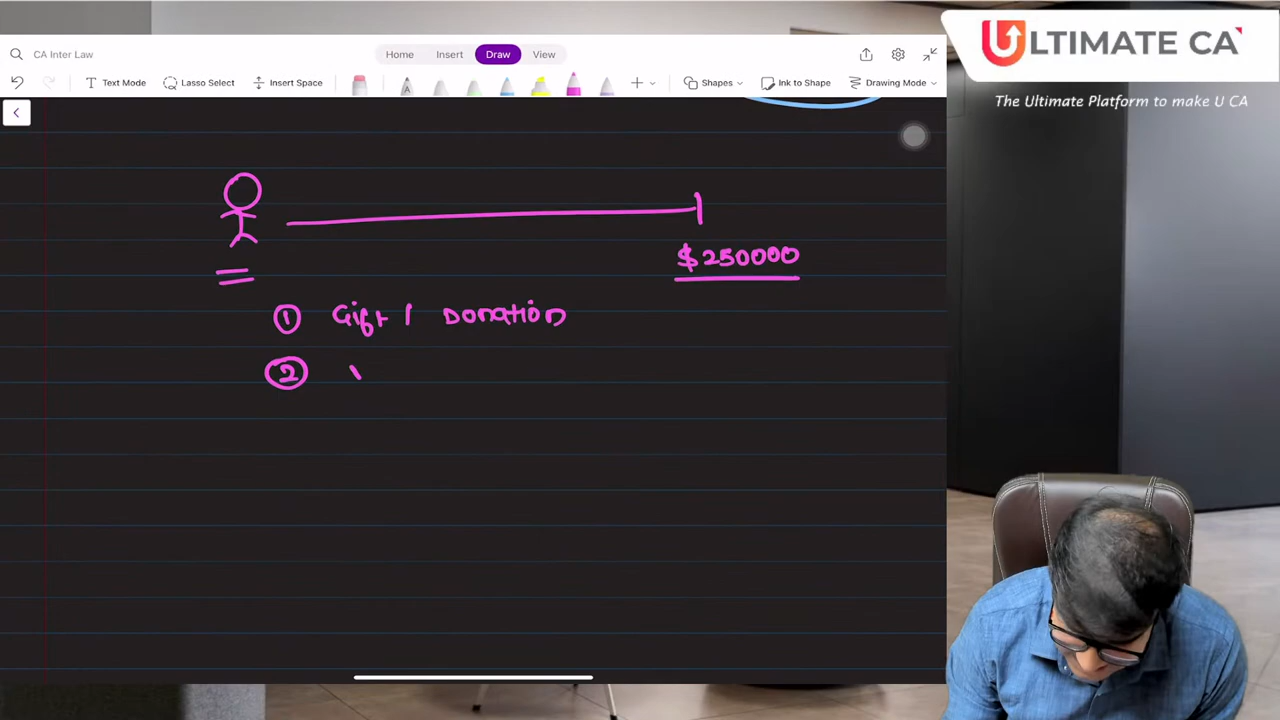 ULTIMATE CA
The Ultimate Platform to make U CA
CA Inter Law
Home Insert Draw View
Text Mode Lasso Select Insert Space Shapes Ink to Shape Drawing Mode
$250000
① Gift / Donation
②